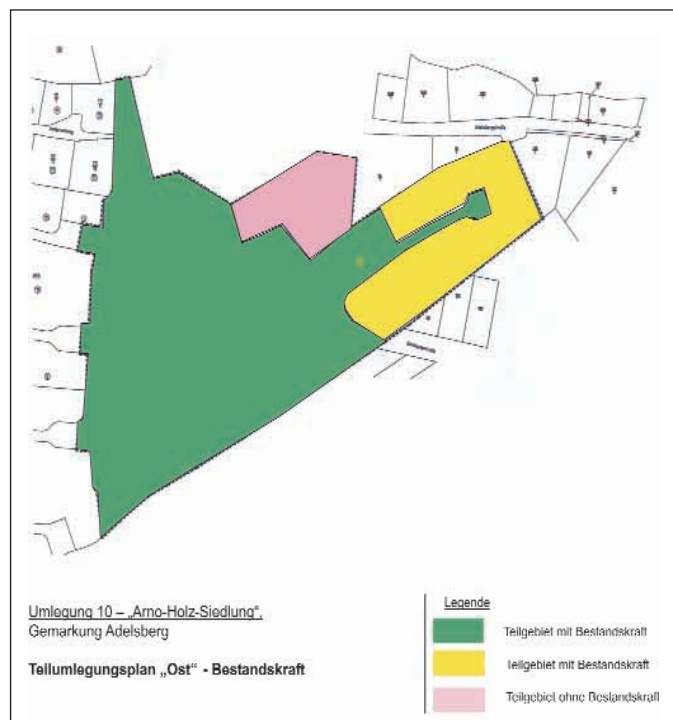 Umlegung 10 – „Arno-Holz-Siedlung“,
Gemarkung Adelsberg
Teilumlegungsplan „Ost“ - Bestandskraft
Legende
Teilgebiet mit Bestandskraft
Teilgebiet mit Bestandskraft
Teilgebiet ohne Bestandskraft